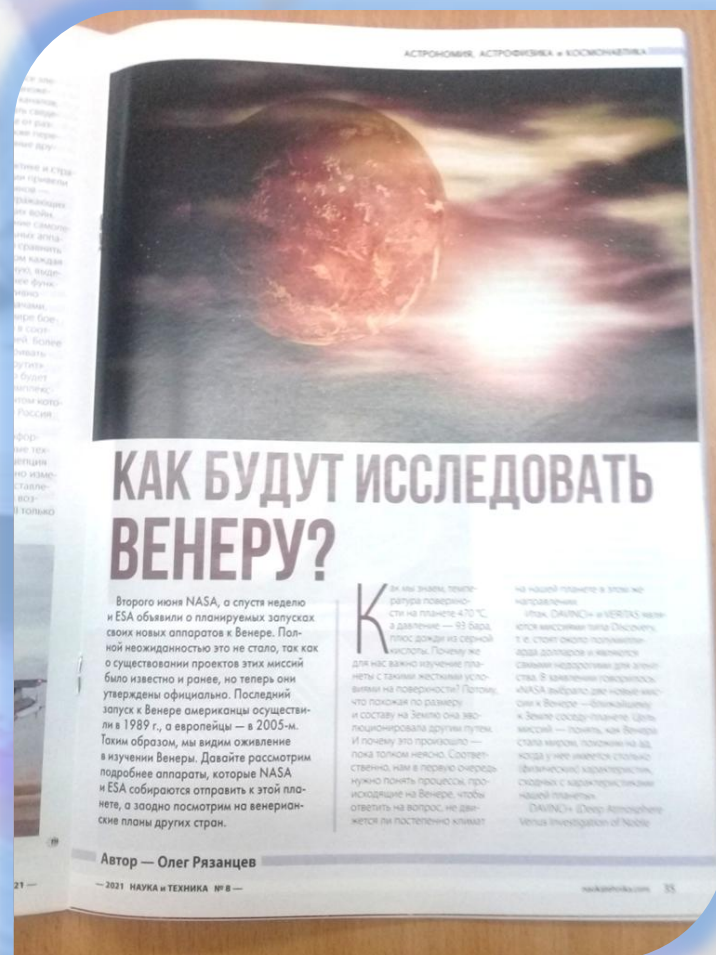 АСТРОНОМИЯ, АСТРОФИЗИКА и КОСМОНАВТИКА
КАК БУДУТ ИССЛЕДОВАТЬ
ВЕНЕРУ?
Второго июня NASA, а спустя неделю
и ESA объявили о планируемых запусках
своих новых аппаратов к Венере. Пол-
ной неожиданностью это не стало, так как
о существовании проектов этих миссий
было известно и ранее, но теперь они
утверждены официально. Последний
запуск к Венере американцы осуществи-
ли в 1989 г., а европейцы — в 2005-м.
Таким образом, мы видим оживление
в изучении Венеры. Давайте рассмотрим
подробнее аппараты, которые NASA
и ESA собираются отправить к этой пла-
нете, а заодно посмотрим на венериан-
ские планы других стран.
Как мы знаем, темпе-
ратура поверхно-
сти на планете 470 °С,
а давление — 93 бара,
плюс дожди из серной
кислоты. Почему же
для нас важно изучение пла-
неты с такими жесткими усло-
виями на поверхности? Потому,
что похожая по размеру
и составу на Землю она эво-
люционировала другим путем.
И почему это произошло —
пока толком неясно. Соответ-
ственно, нам в первую очередь
нужно понять процессы, про-
исходящие на Венере, чтобы
ответить на вопрос, не дви-
жется ли постепенно климат
на нашей планете в этом же
направлении.
Итак, DAVINCI+ и VERITAS явля-
ются миссиями типа Discovery,
т. е. стоят около полумилли-
арда долларов и являются
самыми недорогими для агент-
ства. В заявлении говорилось:
«NASA выбрало две новые мис-
сии к Венере — ближайшему
к Земле соседу-планете. Цель
миссий — понять, как Венера
стала миром, похожим на ад,
когда у нее имеется столько
(физических) характеристик,
сходных с характеристиками
нашей планеты».
DAVINCI+ (Deep Atmosphere
Venus Investigation of Noble
Автор — Олег Рязанцев
— 2021 НАУКА и ТЕХНИКА № 8 —
naukatehnika.com 35